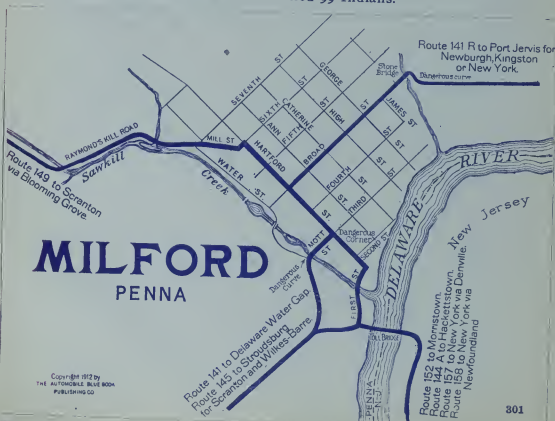 99 Indians.
Route 141 R to Port Jervis for
Newburgh, Kingston
or New York.
Dangerous curve
Stone
Bridge
SEVENTH ST
GEORGE ST
SIXTH ST
CATHERINE ST
ANN ST
FIFTH ST
HIGH ST
JAMES ST
BROAD ST
HARTFORD
MILL ST
RAYMOND'S KILL ROAD
Sawkill
Creek
WATER ST.
FOURTH ST
THIRD ST
SECOND ST
Dangerous
Corner
MOTT ST
Dangerous
Curve
FIRST ST
Route 149 to Scranton
via Blooming Grove.
DELAWARE RIVER
New Jersey
MILFORD
PENNA
Route 141 to Delaware Water Gap.
Route 145 to Stroudsburg
for Scranton and Wilkes-Barre.
TOLL BRIDGE
PENNA
N.J.
Route 152 to Morristown.
Route 144 A to Hackettstown.
Route 157 to New York via Denville.
Route 158 to New York via
Newfoundland
Copyright 1912 by
THE AUTOMOBILE BLUE BOOK
PUBLISHING CO
301